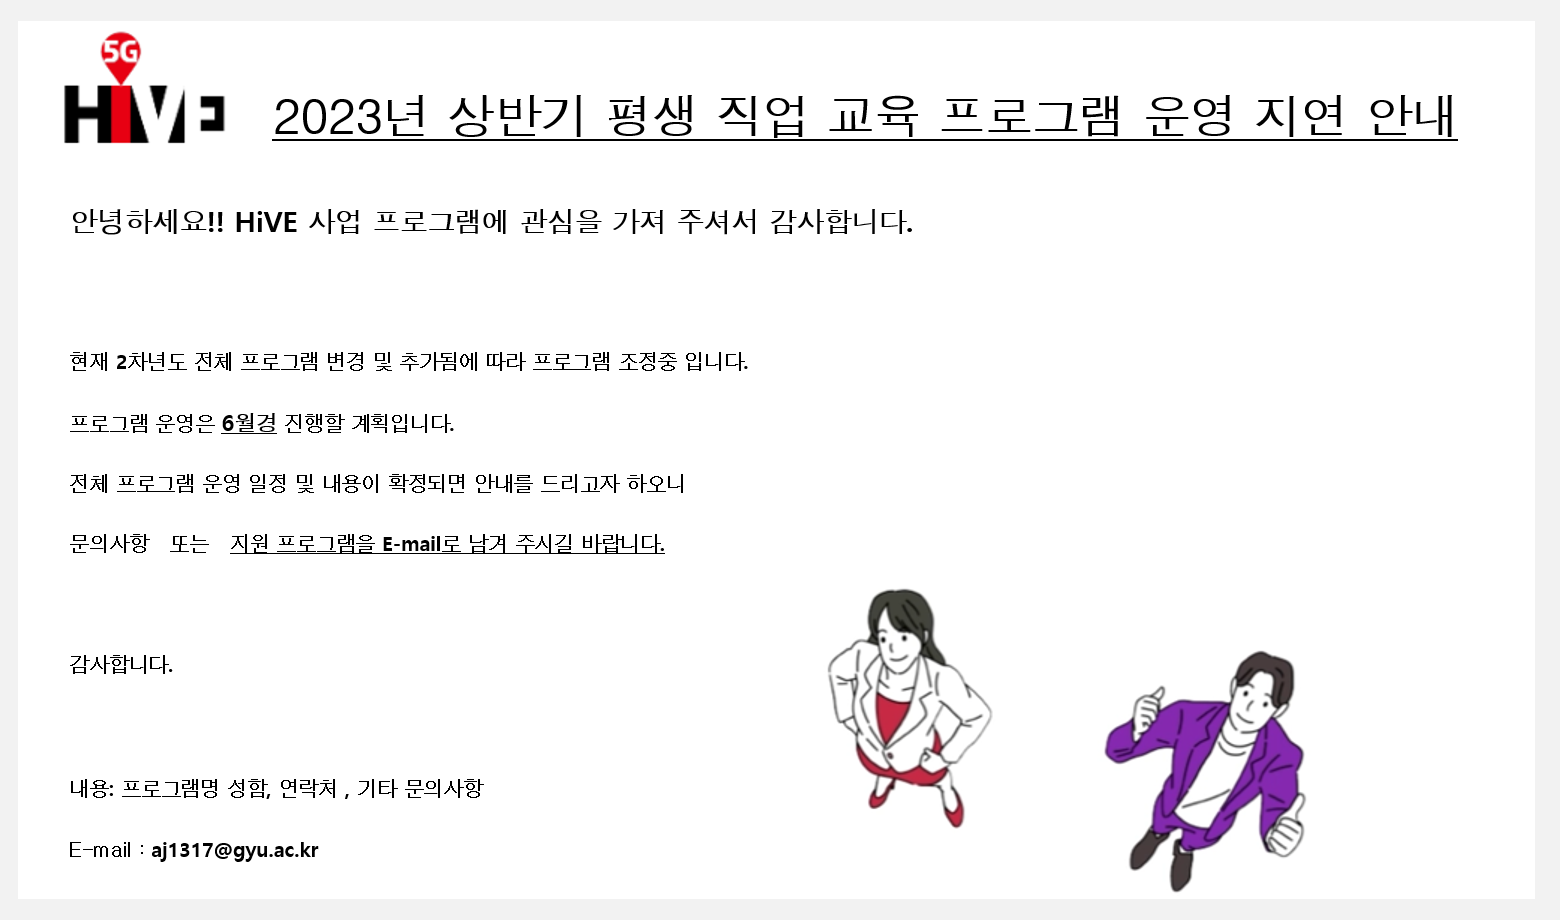 5G
HiVE
2023년 상반기 평생 직업 교육 프로그램 운영 지연 안내
안녕하세요!! HiVE 사업 프로그램에 관심을 가져 주셔서 감사합니다.
현재 2차년도 전체 프로그램 변경 및 추가됨에 따라 프로그램 조정중 입니다.
프로그램 운영은 6월경 진행할 계획입니다.
전체 프로그램 운영 일정 및 내용이 확정되면 안내를 드리고자 하오니
문의사항 또는 지원 프로그램을 E-mail로 남겨 주시길 바랍니다.
감사합니다.
내용: 프로그램명 성함, 연락처 , 기타 문의사항
E-mail : aj1317@gyu.ac.kr